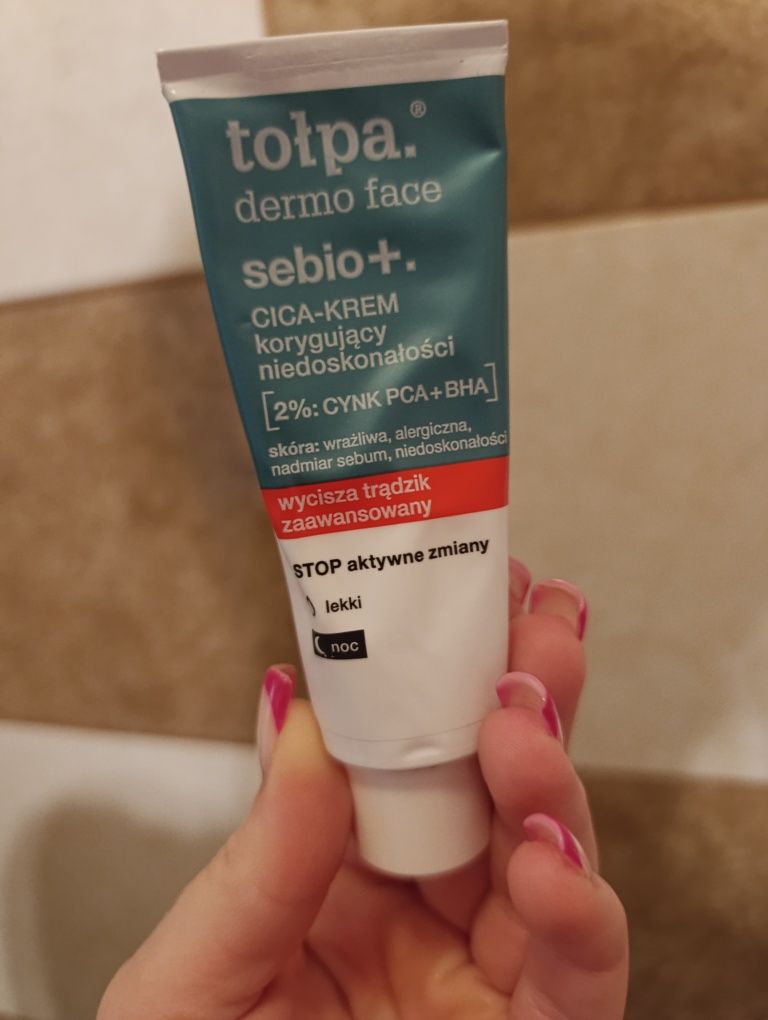 tołpa.®
dermo face
sebio+.
CICA-KREM
korygujący
niedoskonałości
[2%: CYNK PCA+BHA]
skóra: wrażliwa, alergiczna,
nadmiar sebum, niedoskonałości
wycisza trądzik
zaawansowany
STOP aktywne zmiany
lekki
noc